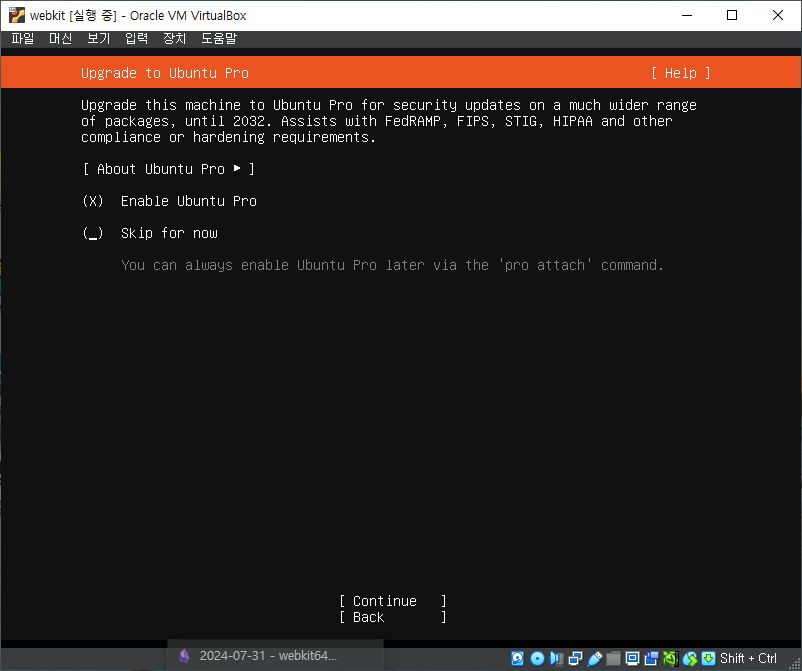 webkit [실행 중] - Oracle VM VirtualBox
파일 머신 보기 입력 장치 도움말
Upgrade to Ubuntu Pro [ Help ]
Upgrade this machine to Ubuntu Pro for security updates on a much wider range
of packages, until 2032. Assists with FedRAMP, FIPS, STIG, HIPAA and other
compliance or hardening requirements.
[ About Ubuntu Pro ▸ ]
(X) Enable Ubuntu Pro
(_) Skip for now
You can always enable Ubuntu Pro later via the 'pro attach' command.
[ Continue ]
[ Back ]
2024-07-31 - webkit64...
Shift + Ctrl